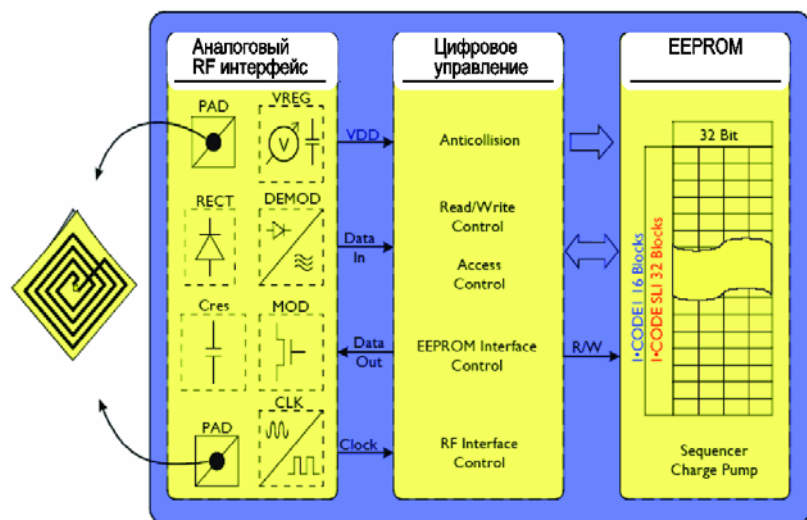 Аналоговый
RF интерфейс
PAD
VREG
V
RECT
DEMOD
Cres
MOD
CLK
PAD
VDD
Data
In
Data
Out
Clock
Цифровое
управление
Anticollision
Read/Write
Control
Access
Control
EEPROM Interface
Control
RF Interface
Control
R/W
EEPROM
32 Bit
I•CODE1 16 Blocks
I•CODE SLI 32 Blocks
Sequencer
Charge Pump